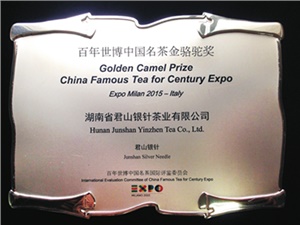 百年世博中国名茶金骆驼奖
Golden Camel Prize
China Famous Tea for Century Expo
Expo Milan 2015 – Italy
湖南省君山银针茶业有限公司
Hunan Junshan Yinzhen Tea Co., Ltd.
君山银针
Junshan Silver Needle
百年世博中国名茶国际评鉴委员会
International Evaluation Committee of China Famous Tea for Century Expo
EXPO
MILANO 2015